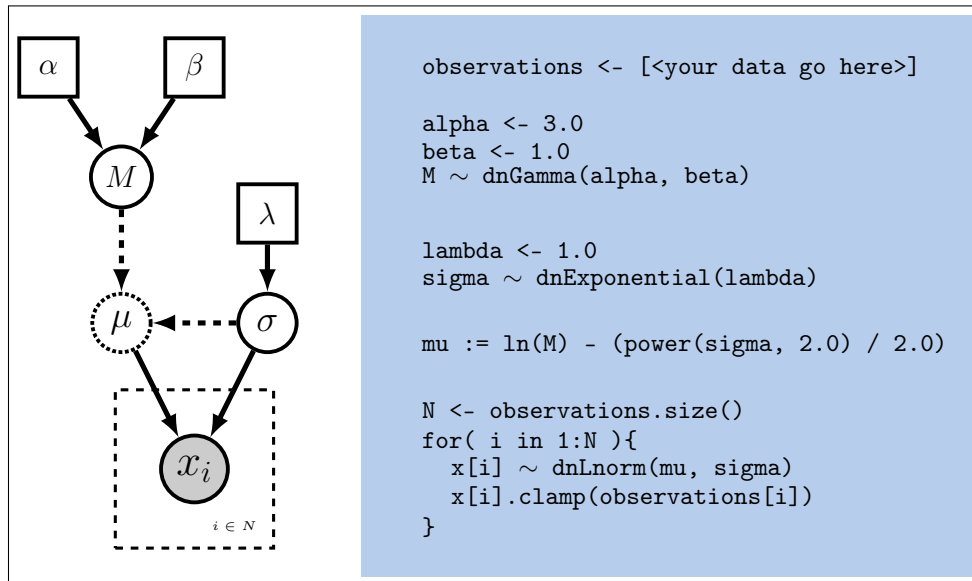 α
β
M
λ
μ
σ
x_i
i ∈ N
observations <- [<your data go here>]
alpha <- 3.0
beta <- 1.0
M ∼ dnGamma(alpha, beta)
lambda <- 1.0
sigma ∼ dnExponential(lambda)
mu := ln(M) - (power(sigma, 2.0) / 2.0)
N <- observations.size()
for( i in 1:N ){
  x[i] ∼ dnLnorm(mu, sigma)
  x[i].clamp(observations[i])
}